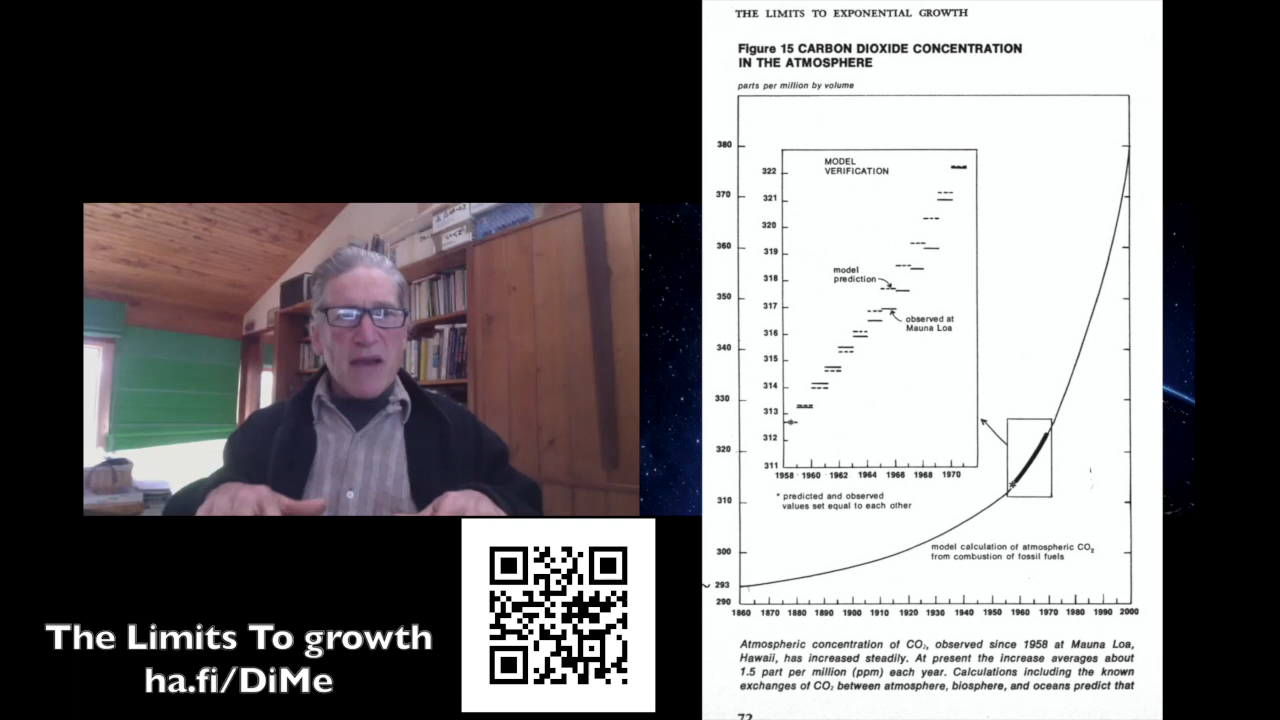 THE LIMITS TO EXPONENTIAL GROWTH
Figure 15 CARBON DIOXIDE CONCENTRATION
IN THE ATMOSPHERE
parts per million by volume
380
370
360
350
340
330
320
310
300
293
290
MODEL
VERIFICATION
322
321
320
319
318
317
316
315
314
313
312
311
model
prediction
observed at
Mauna Loa
1958 1960 1962 1964 1966 1968 1970
* predicted and observed
values set equal to each other
model calculation of atmospheric CO₂
from combustion of fossil fuels
1860 1870 1880 1890 1900 1910 1920 1930 1940 1950 1960 1970 1980 1990 2000
Atmospheric concentration of CO₂, observed since 1958 at Mauna Loa,
Hawaii, has increased steadily. At present the increase averages about
1.5 part per million (ppm) each year. Calculations including the known
exchanges of CO₂ between atmosphere, biosphere, and oceans predict that
72
The Limits To growth
ha.fi/DiMe